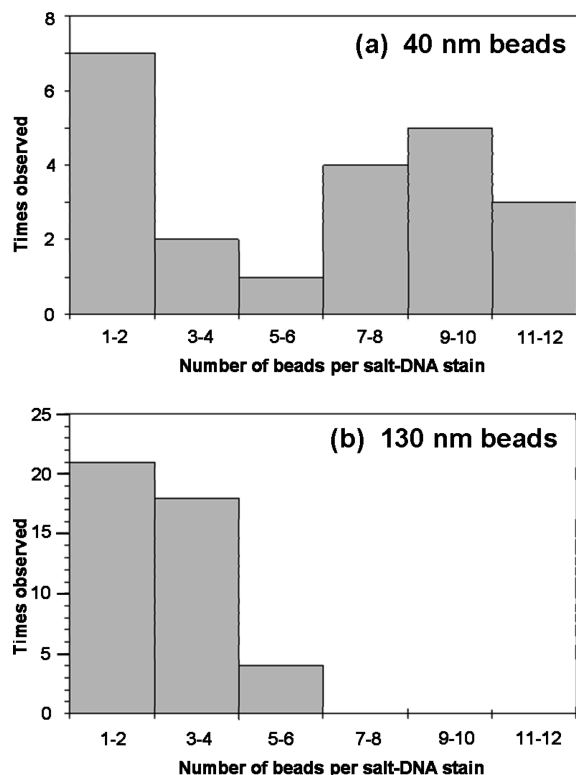 (a) 40 nm beads
8
6
4
2
0
Times observed
1-2 3-4 5-6 7-8 9-10 11-12
Number of beads per salt-DNA stain
(b) 130 nm beads
25
20
15
10
5
0
Times observed
1-2 3-4 5-6 7-8 9-10 11-12
Number of beads per salt-DNA stain